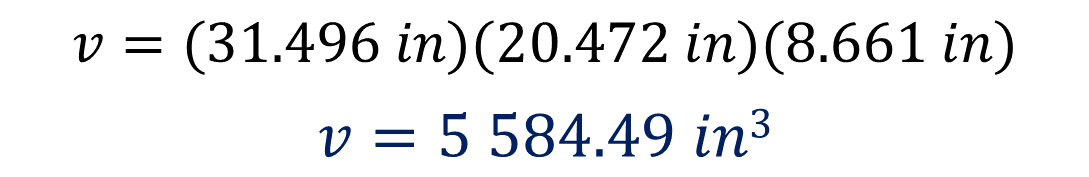 v = (31.496 in)(20.472 in)(8.661 in)
v = 5 584.49 in³